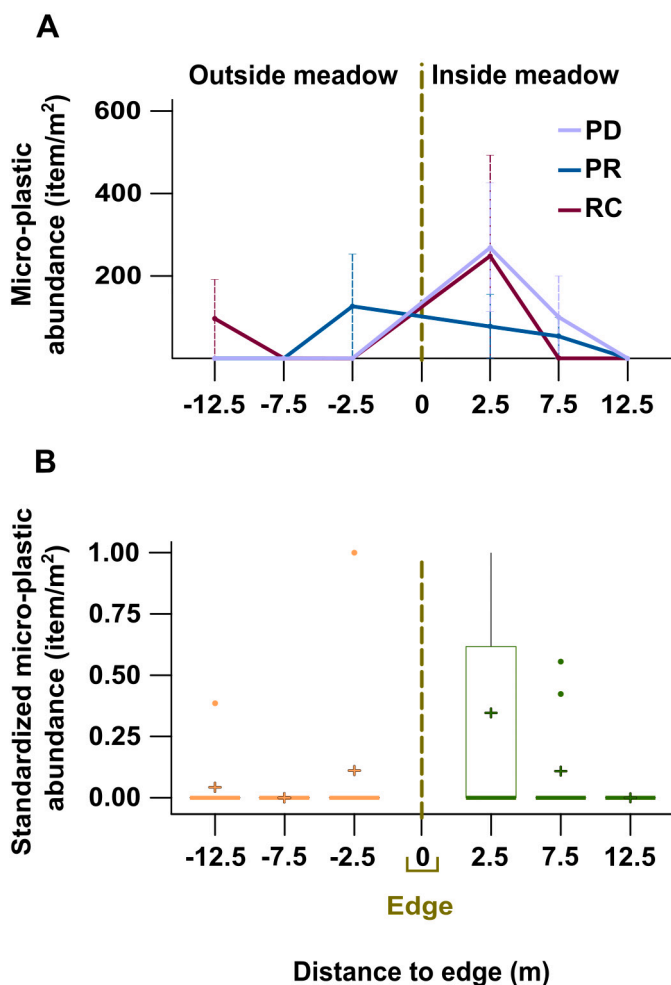 A
Outside meadow
Inside meadow
Micro-plastic
abundance (item/m²)
600
400
200
PD
PR
RC
-12.5 -7.5 -2.5 0 2.5 7.5 12.5
B
Standardized micro-plastic
abundance (item/m²)
1.00
0.75
0.50
0.25
0.00
-12.5 -7.5 -2.5 0 2.5 7.5 12.5
Edge
Distance to edge (m)